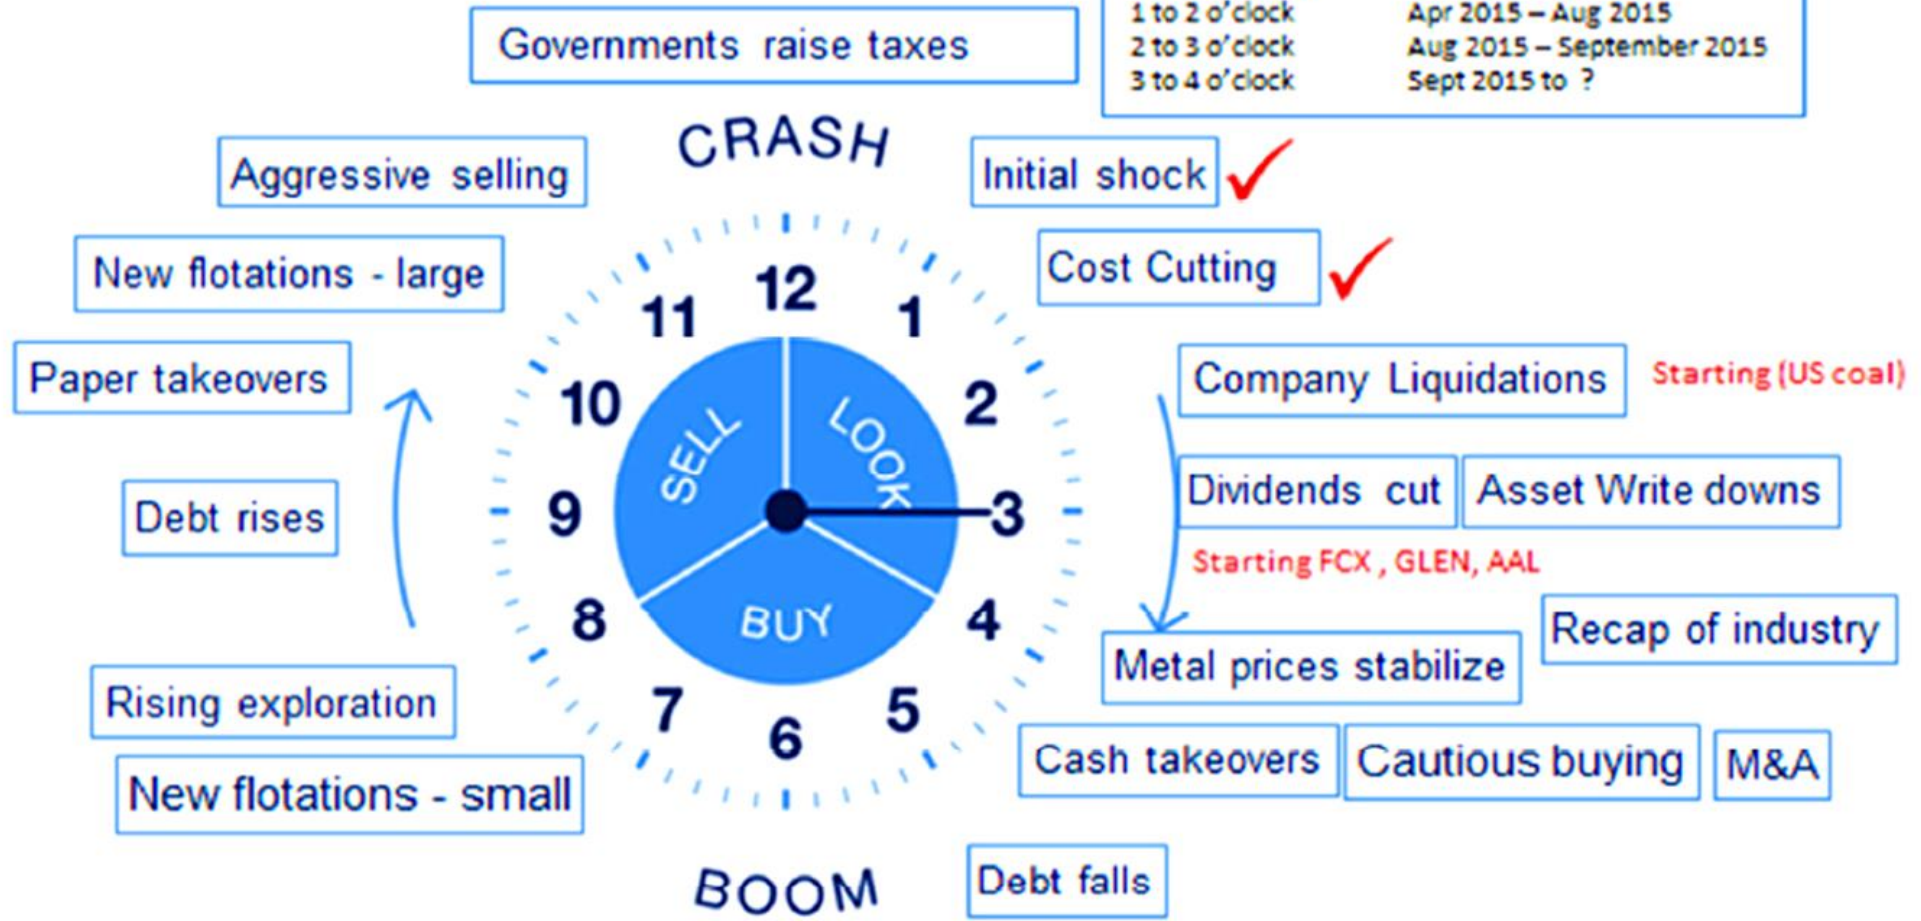 1 to 2 o'clock Apr 2015 – Aug 2015
Governments raise taxes
2 to 3 o'clock Aug 2015 – September 2015
3 to 4 o'clock Sept 2015 to ?
CRASH
Aggressive selling
Initial shock
New flotations - large
Cost Cutting
12
11
1
Paper takeovers
Company Liquidations
Starting (US coal)
10
2
SELL
LOOK
Debt rises
9
3
Dividends cut
Asset Write downs
Starting FCX , GLEN, AAL
8
BUY
4
Recap of industry
Metal prices stabilize
Rising exploration
7
6
5
Cash takeovers
Cautious buying
M&A
New flotations - small
BOOM
Debt falls